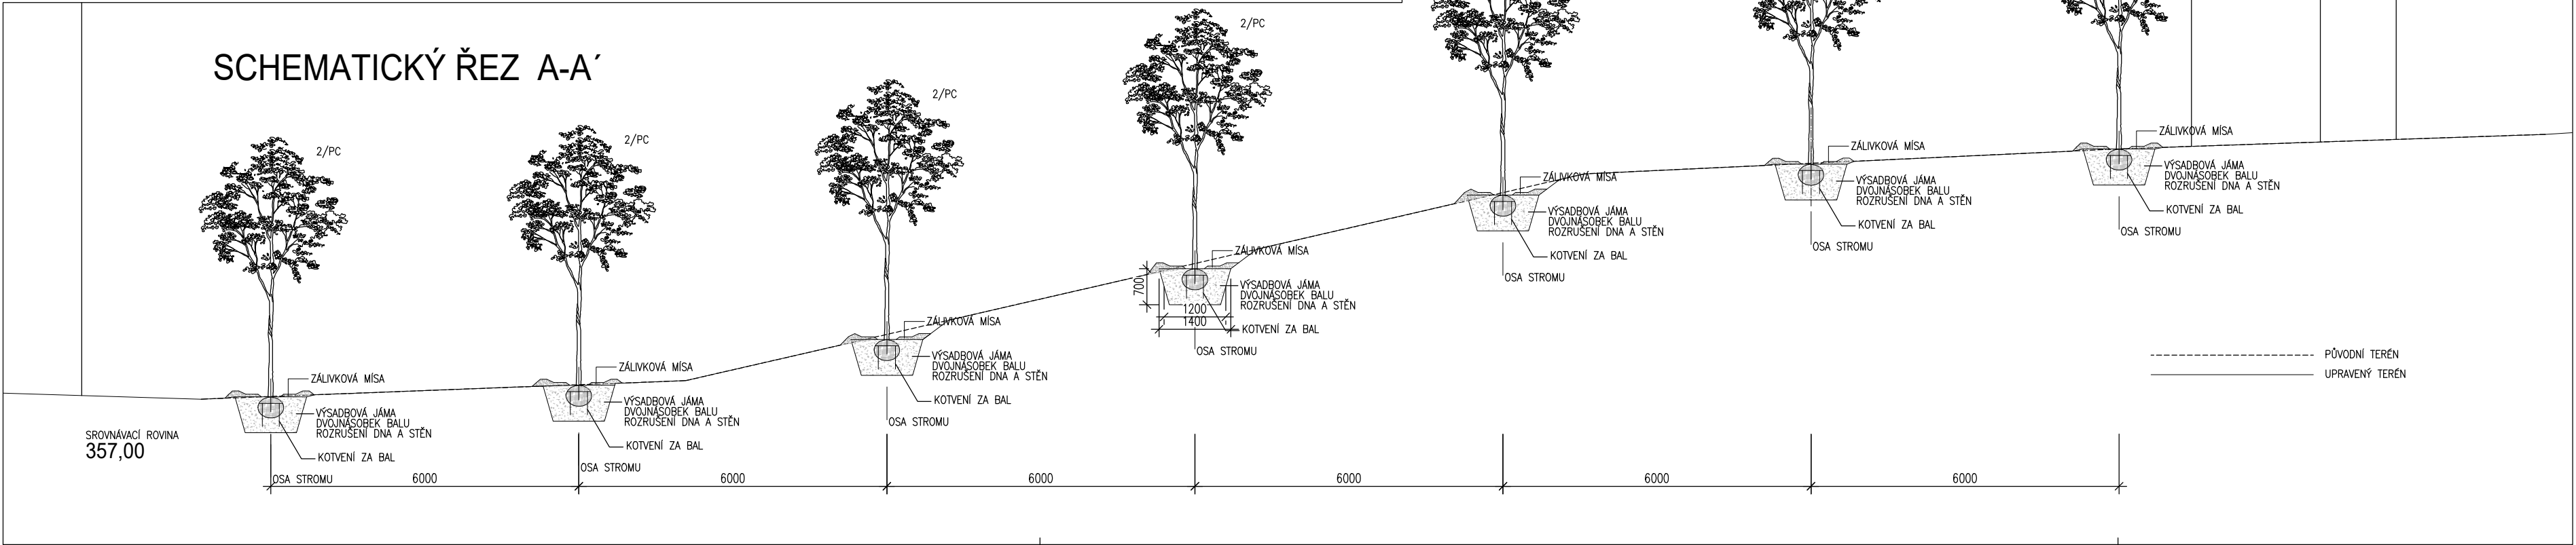 SCHEMATICKÝ ŘEZ A-A´
2/PC
ZÁLIVKOVÁ MÍSA
VÝSADBOVÁ JÁMA
DVOJNÁSOBEK BALU
ROZRUŠENÍ DNA A STĚN
KOTVENÍ ZA BAL
OSA STROMU
2/PC
ZÁLIVKOVÁ MÍSA
VÝSADBOVÁ JÁMA
DVOJNÁSOBEK BALU
ROZRUŠENÍ DNA A STĚN
KOTVENÍ ZA BAL
OSA STROMU
2/PC
ZÁLIVKOVÁ MÍSA
VÝSADBOVÁ JÁMA
DVOJNÁSOBEK BALU
ROZRUŠENÍ DNA A STĚN
KOTVENÍ ZA BAL
OSA STROMU
2/PC
ZÁLIVKOVÁ MÍSA
VÝSADBOVÁ JÁMA
DVOJNÁSOBEK BALU
ROZRUŠENÍ DNA A STĚN
700
1200
1400
KOTVENÍ ZA BAL
OSA STROMU
ZÁLIVKOVÁ MÍSA
VÝSADBOVÁ JÁMA
DVOJNÁSOBEK BALU
ROZRUŠENÍ DNA A STĚN
KOTVENÍ ZA BAL
OSA STROMU
ZÁLIVKOVÁ MÍSA
VÝSADBOVÁ JÁMA
DVOJNÁSOBEK BALU
ROZRUŠENÍ DNA A STĚN
KOTVENÍ ZA BAL
OSA STROMU
ZÁLIVKOVÁ MÍSA
VÝSADBOVÁ JÁMA
DVOJNÁSOBEK BALU
ROZRUŠENÍ DNA A STĚN
KOTVENÍ ZA BAL
OSA STROMU
PŮVODNÍ TERÉN
UPRAVENÝ TERÉN
SROVNÁVACÍ ROVINA
357,00
6000
6000
6000
6000
6000
6000